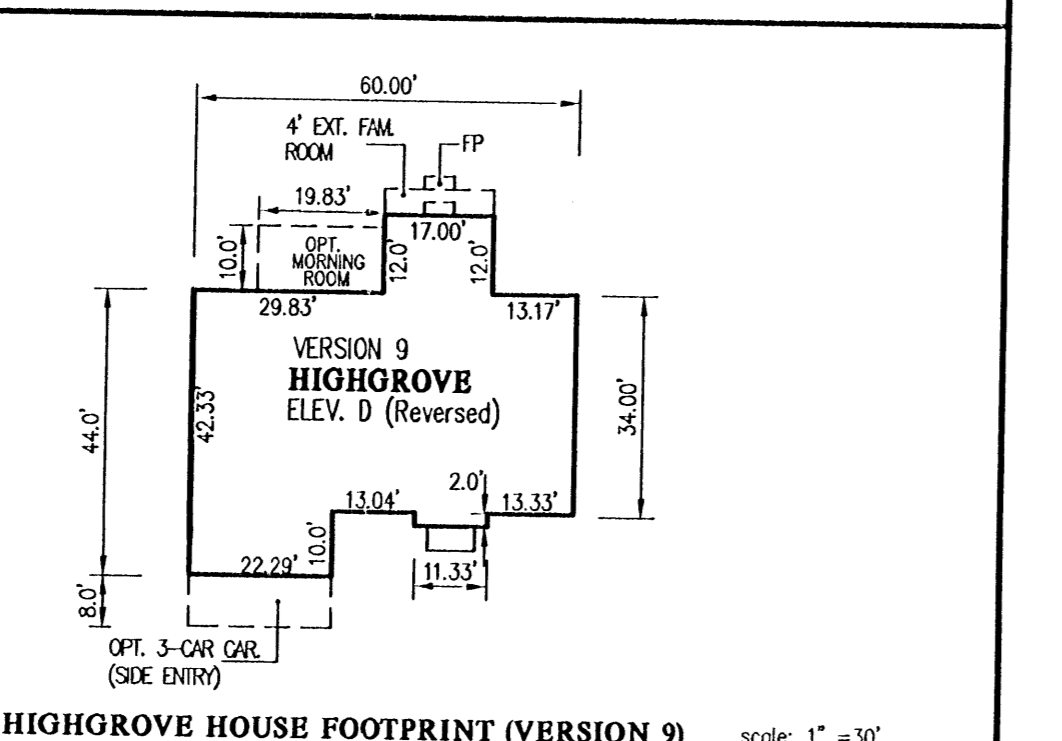 60.00'
4' EXT. FAM.
ROOM
FP
19.83'
17.00'
10.0'
OPT.
MORNING
ROOM
12.0'
12.0'
29.83'
13.17'
VERSION 9
HIGHGROVE
ELEV. D (Reversed)
44.0'
42.33'
34.00'
2.0'
13.04'
13.33'
10.0'
22.29'
11.33'
8.0'
OPT. 3-CAR CAR.
(SIDE ENTRY)
HIGHGROVE HOUSE FOOTPRINT (VERSION 9)
scale: 1" =30'